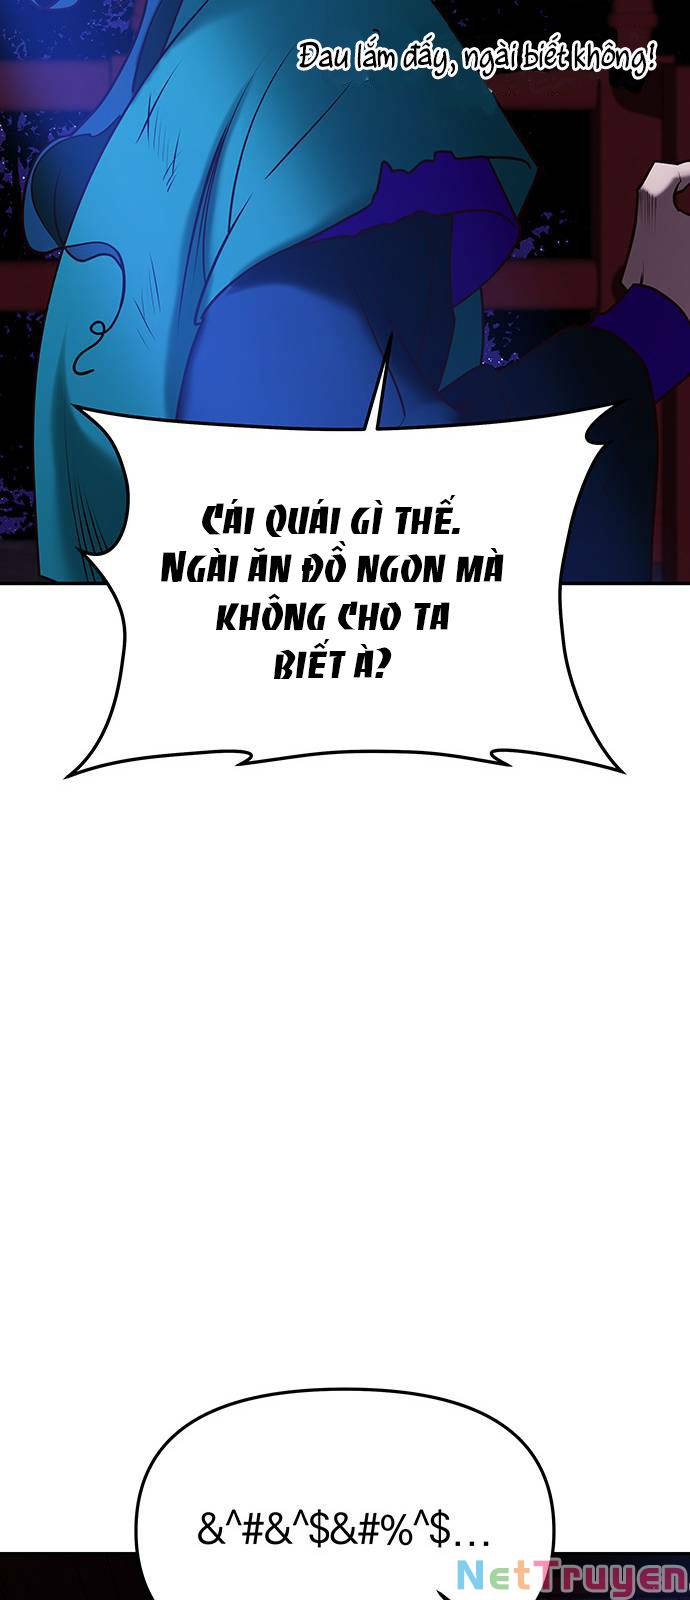 Đau lắm đấy, ngài biết không!
CÁI QUÁI GÌ THẾ.
NGÀI ĂN ĐỒ NGON MÀ
KHÔNG CHO TA
BIẾT À?
&^#&^$&#%^$...
NetTruyen